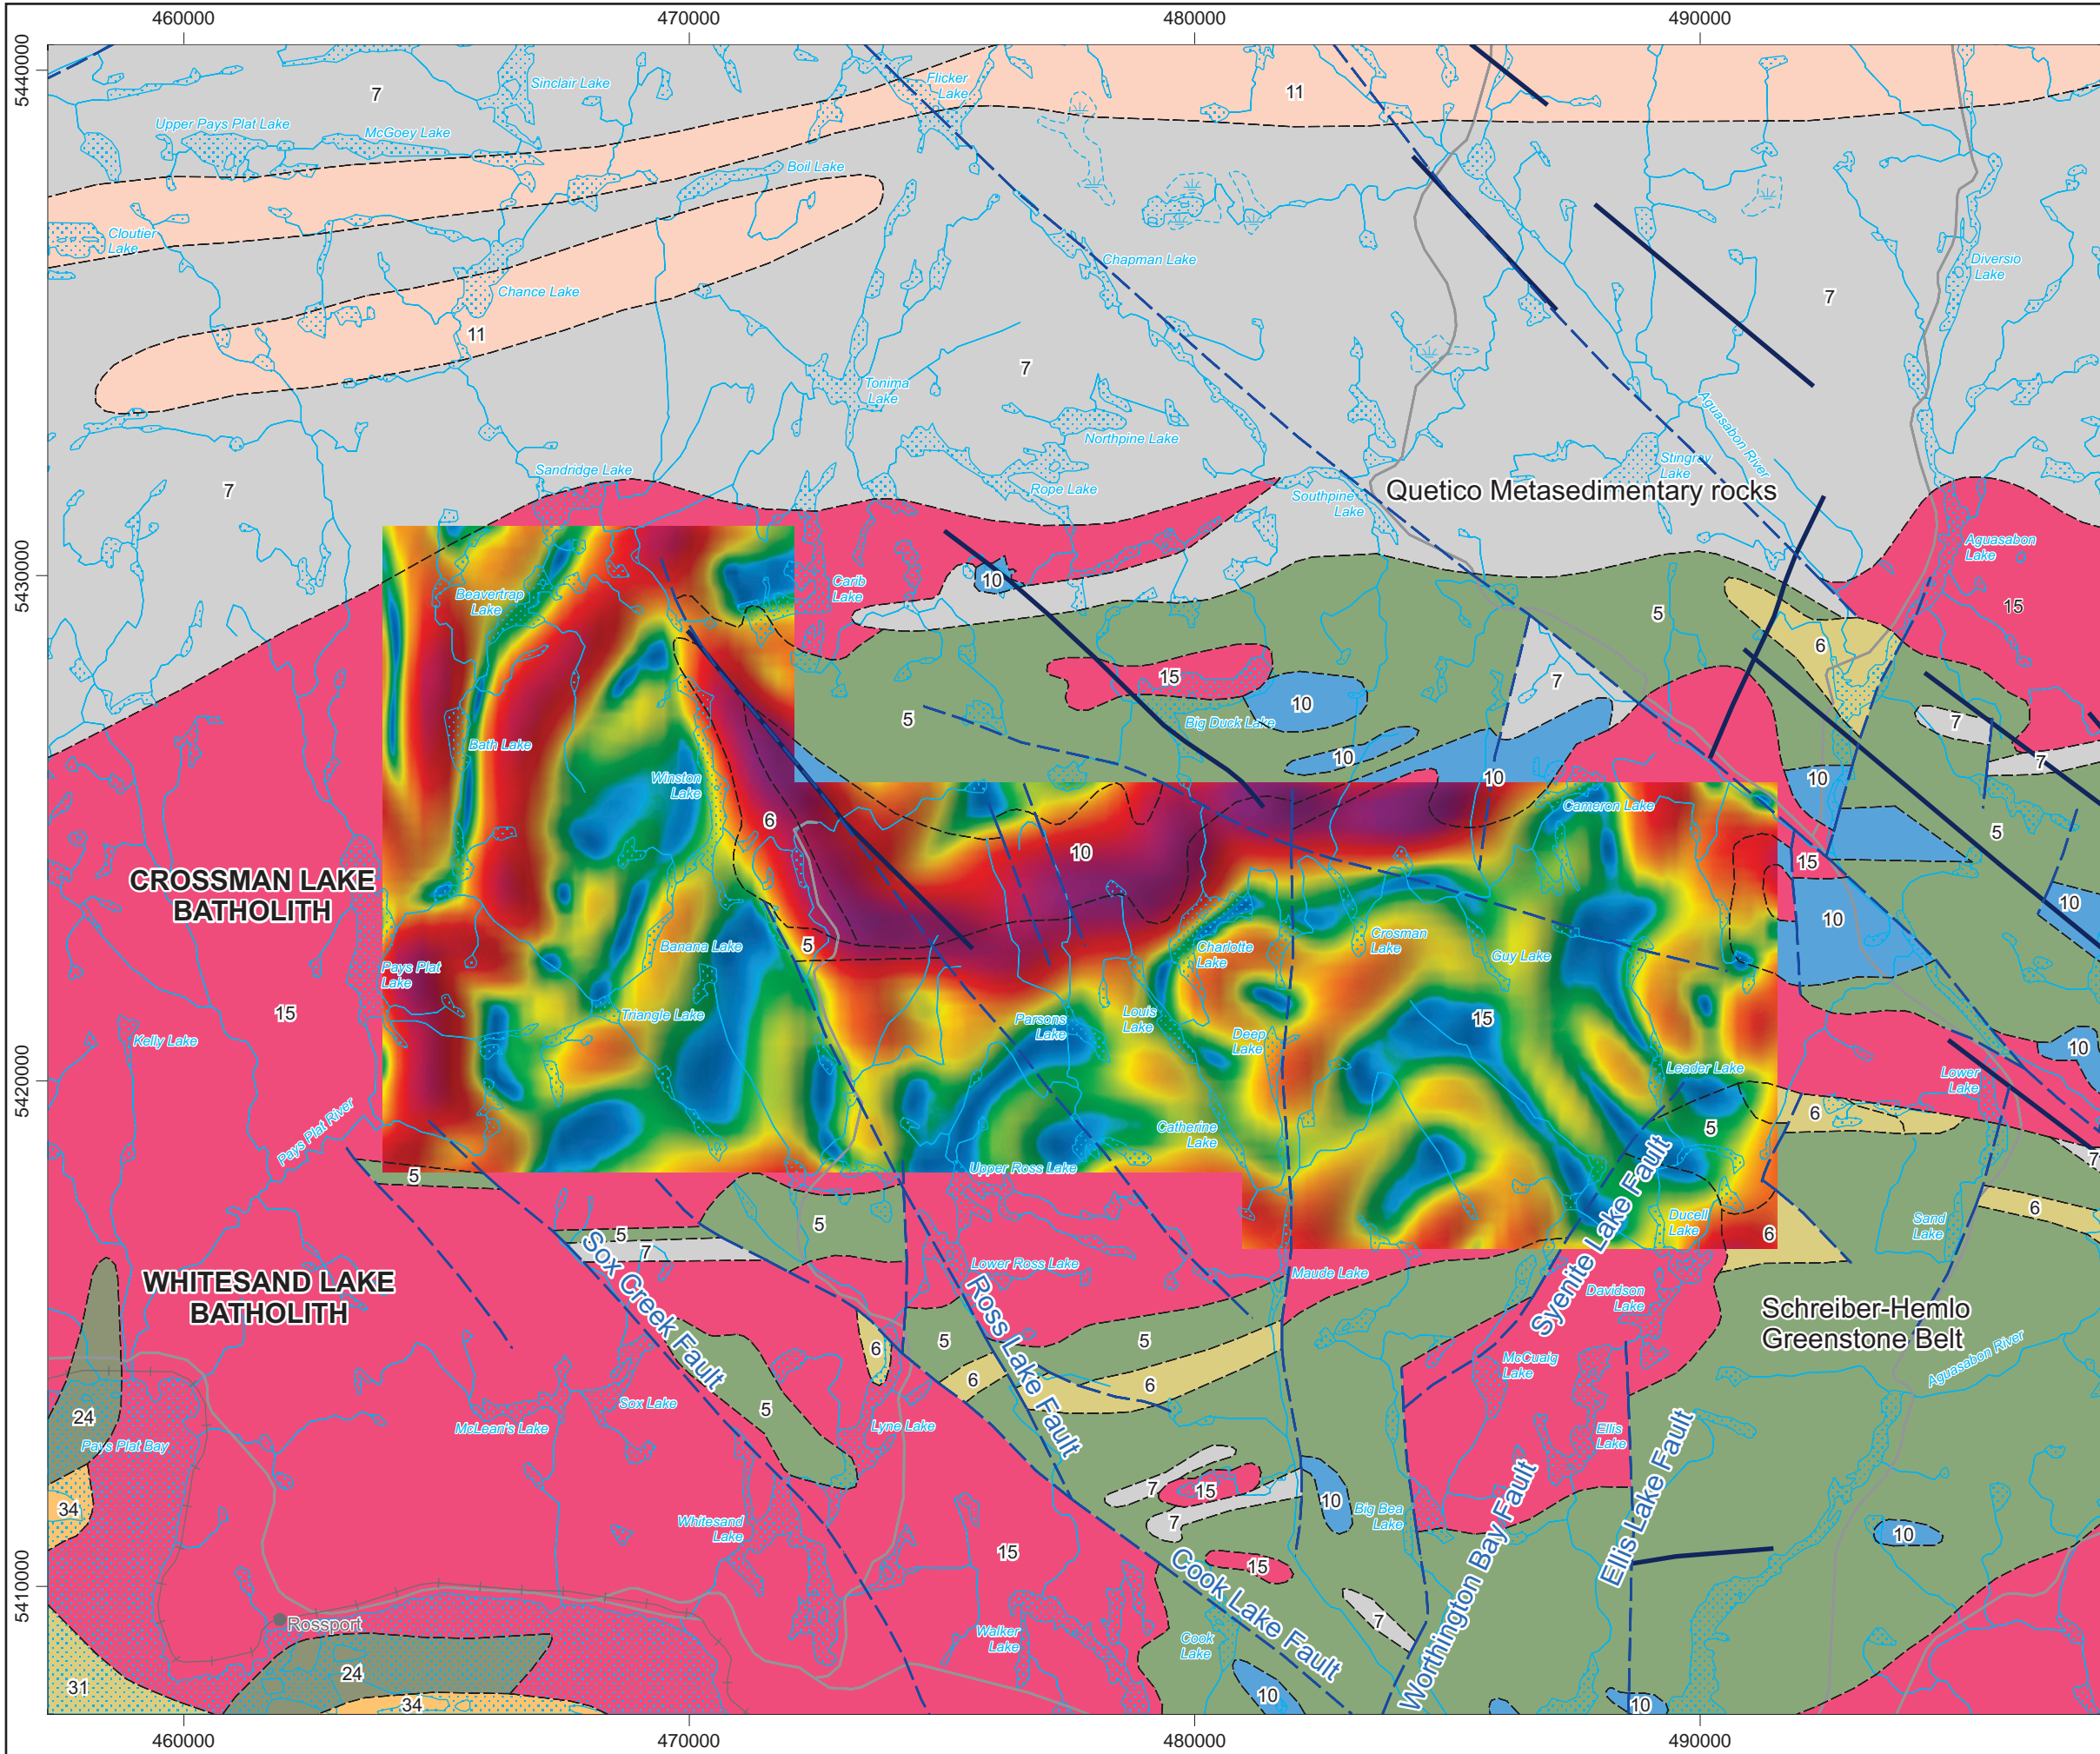 460000
470000
480000
490000
5440000
5430000
5420000
5410000
7
Sinclair Lake
Flicker
Lake
11
Upper Pays Plat Lake
McGoey Lake
Boil Lake
Cloutier
Lake
Chapman Lake
Diversio
Lake
Chance Lake
7
11
7
Tonima
Lake
Aguasabon River
Northpine Lake
Stingray
Lake
Sandridge Lake
7
Rope Lake
Southpine
Lake
Quetico Metasedimentary rocks
Aguasabon
Lake
10
Carib
Lake
Beavertrap
Lake
5
15
6
15
7
10
5
Big Duck Lake
7
Bath Lake
10
7
Winston
Lake
10
10
Cameron Lake
6
5
10
15
CROSSMAN LAKE
BATHOLITH
10
10
Banana Lake
5
Charlotte
Lake
Crosman
Lake
Guy Lake
Pays Plat
Lake
15
Triangle Lake
Parsons
Lake
Louis
Lake
15
Deep
Lake
Kelly Lake
10
Leader Lake
Lower
Lake
6
Pays Plat River
Catherine
Lake
5
7
Upper Ross Lake
5
6
5
5
7
Ducell
Lake
Sand
Lake
6
Sox Creek Fault
Lower Ross Lake
Maude Lake
Syenite Lake Fault
WHITESAND LAKE
BATHOLITH
Ross Lake Fault
Davidson
Lake
Schreiber-Hemlo
Greenstone Belt
6
5
5
McCuaig
Lake
Aguasabon River
6
6
Sox Lake
5
24
McLean's Lake
Lyne Lake
Ellis
Lake
Pays Plat Bay
7
15
10
34
Big Bea
Lake
Whitesand
Lake
7
Worthington Bay Fault
Ellis Lake Fault
10
15
15
Cook Lake Fault
Rossport
7
Walker
Lake
Cook
Lake
24
31
34
10
10
460000
470000
480000
490000